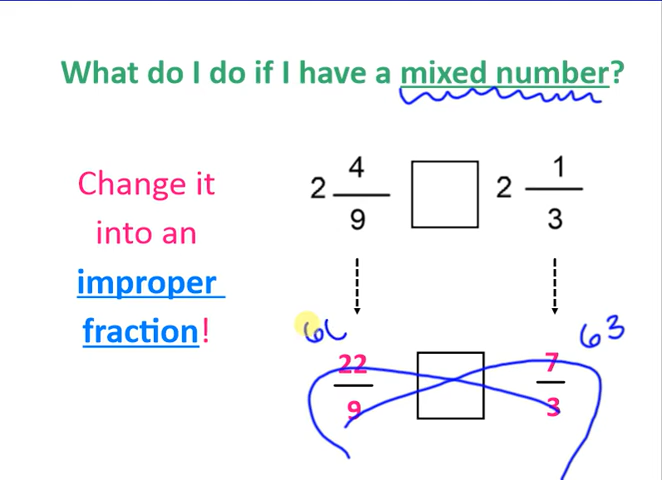 What do I do if I have a mixed number?
Change it
into an
improper
fraction!
2 4/9 □ 2 1/3
66 63
22/9 □ 7/3